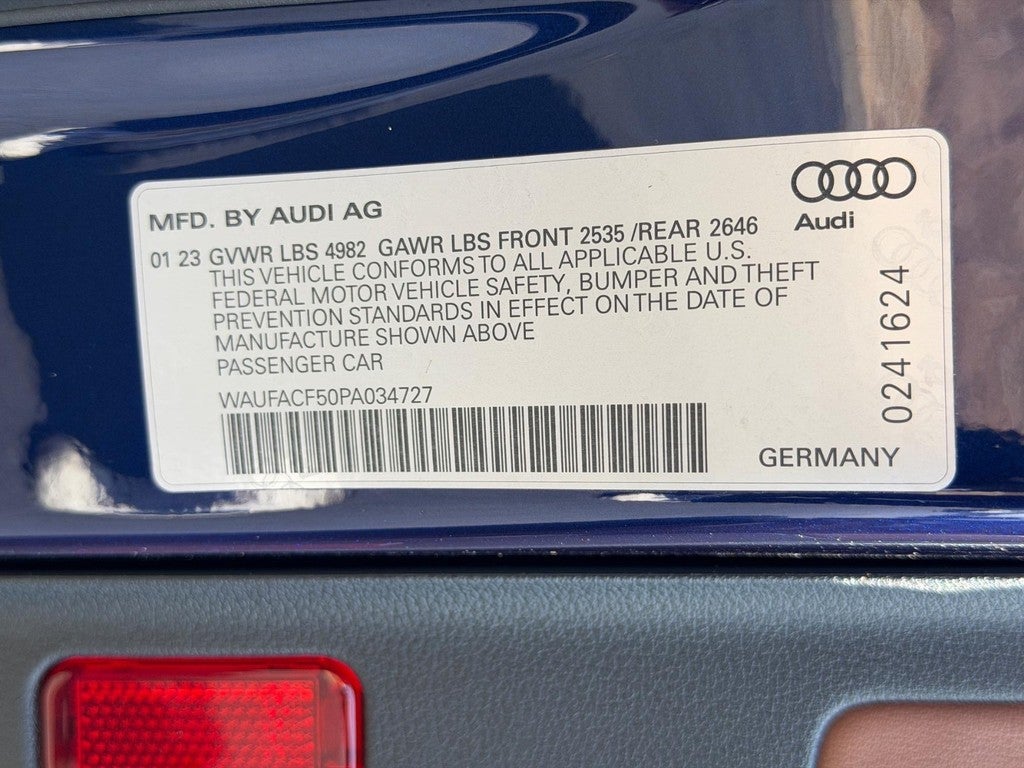 MFD. BY AUDI AG
Audi
01 23 GVWR LBS 4982 GAWR LBS FRONT 2535 /REAR 2646
THIS VEHICLE CONFORMS TO ALL APPLICABLE U.S.
FEDERAL MOTOR VEHICLE SAFETY, BUMPER AND THEFT
PREVENTION STANDARDS IN EFFECT ON THE DATE OF
MANUFACTURE SHOWN ABOVE
PASSENGER CAR
WAUFACF50PA034727
02416624
GERMANY